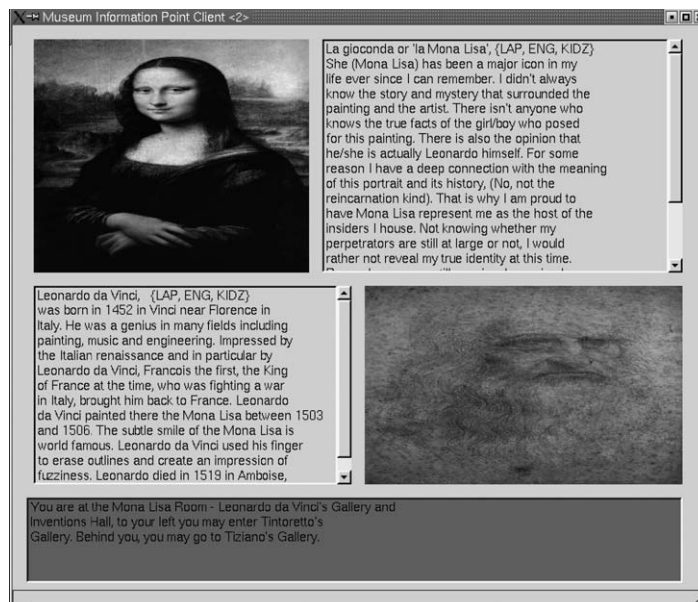 Museum Information Point Client <2>
La gioconda or 'la Mona Lisa', {LAP, ENG, KIDZ}
She (Mona Lisa) has been a major icon in my
life ever since I can remember. I didn't always
know the story and mystery that surrounded the
painting and the artist. There isn't anyone who
knows the true facts of the girl/boy who posed
for this painting. There is also the opinion that
he/she is actually Leonardo himself. For some
reason I have a deep connection with the meaning
of this portrait and its history, (No, not the
reincarnation kind). That is why I am proud to
have Mona Lisa represent me as the host of the
insiders I house. Not knowing whether my
perpetrators are still at large or not, I would
rather not reveal my true identity at this time.
Leonardo da Vinci, {LAP, ENG, KIDZ}
was born in 1452 in Vinci near Florence in
Italy. He was a genius in many fields including
painting, music and engineering. Impressed by
the Italian renaissance and in particular by
Leonardo da Vinci, Francois the first, the King
of France at the time, who was fighting a war
in Italy, brought him back to France. Leonardo
da Vinci painted there the Mona Lisa between 1503
and 1506. The subtle smile of the Mona Lisa is
world famous. Leonardo da Vinci used his finger
to erase outlines and create an impression of
fuzziness. Leonardo died in 1519 in Amboise,
You are at the Mona Lisa Room - Leonardo da Vinci's Gallery and
Inventions Hall, to your left you may enter Tintoretto's
Gallery. Behind you, you may go to Tiziano's Gallery.